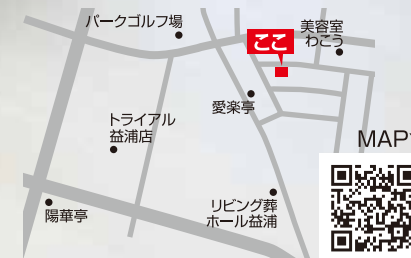 パークゴルフ場
美容室
わこう
ここ
愛楽亭
トライアル
益浦店
MAP
陽華亭
リビング葬
ホール益浦